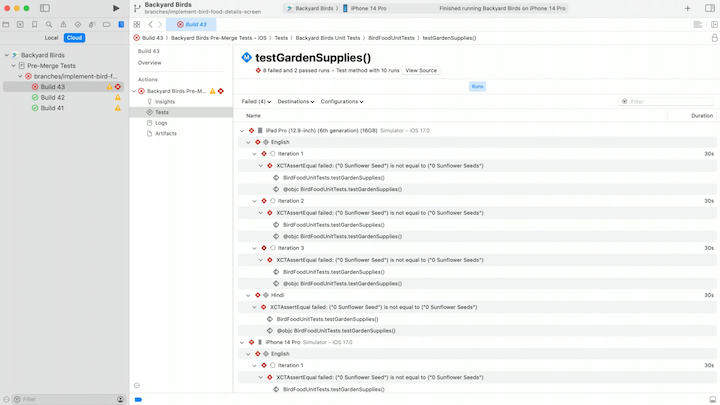 Backyard Birds
branches/implement-bird-food-details-screen
Backyard Birds
iPhone 14 Pro
Finished running Backyard Birds on iPhone 14 Pro
Build 43
Local
Cloud
Backyard Birds
Pre-Merge Tests
branches/implement-bird-f…
Build 43
Build 42
Build 41
Filter
Build 43
Backyard Birds Pre-Merge Tests - iOS
Tests
Backyard Birds Unit Tests
BirdFoodUnitTests
testGardenSupplies()
Build 43
Overview
Actions
Backyard Birds Pre-M…
Insights
Tests
Logs
Artifacts
testGardenSupplies()
8 failed and 2 passed runs – Test method with 10 runs
View Source
Runs
Failed (4)
Destinations
Configurations
Filter
Name
Duration
iPad Pro (12.9-inch) (6th generation) (16GB) Simulator - iOS 17.0
English
Iteration 1 30s
XCTAssertEqual failed: ("0 Sunflower Seed") is not equal to ("0 Sunflower Seeds")
BirdFoodUnitTests.testGardenSupplies()
@objc BirdFoodUnitTests.testGardenSupplies()
Iteration 2 30s
XCTAssertEqual failed: ("0 Sunflower Seed") is not equal to ("0 Sunflower Seeds")
BirdFoodUnitTests.testGardenSupplies()
@objc BirdFoodUnitTests.testGardenSupplies()
Iteration 3 30s
XCTAssertEqual failed: ("0 Sunflower Seed") is not equal to ("0 Sunflower Seeds")
BirdFoodUnitTests.testGardenSupplies()
@objc BirdFoodUnitTests.testGardenSupplies()
Hindi 30s
XCTAssertEqual failed: ("0 Sunflower Seed") is not equal to ("0 Sunflower Seeds")
BirdFoodUnitTests.testGardenSupplies()
@objc BirdFoodUnitTests.testGardenSupplies()
iPhone 14 Pro Simulator - iOS 17.0
English
Iteration 1 30s
XCTAssertEqual failed: ("0 Sunflower Seed") is not equal to ("0 Sunflower Seeds")
BirdFoodUnitTests.testGardenSupplies()